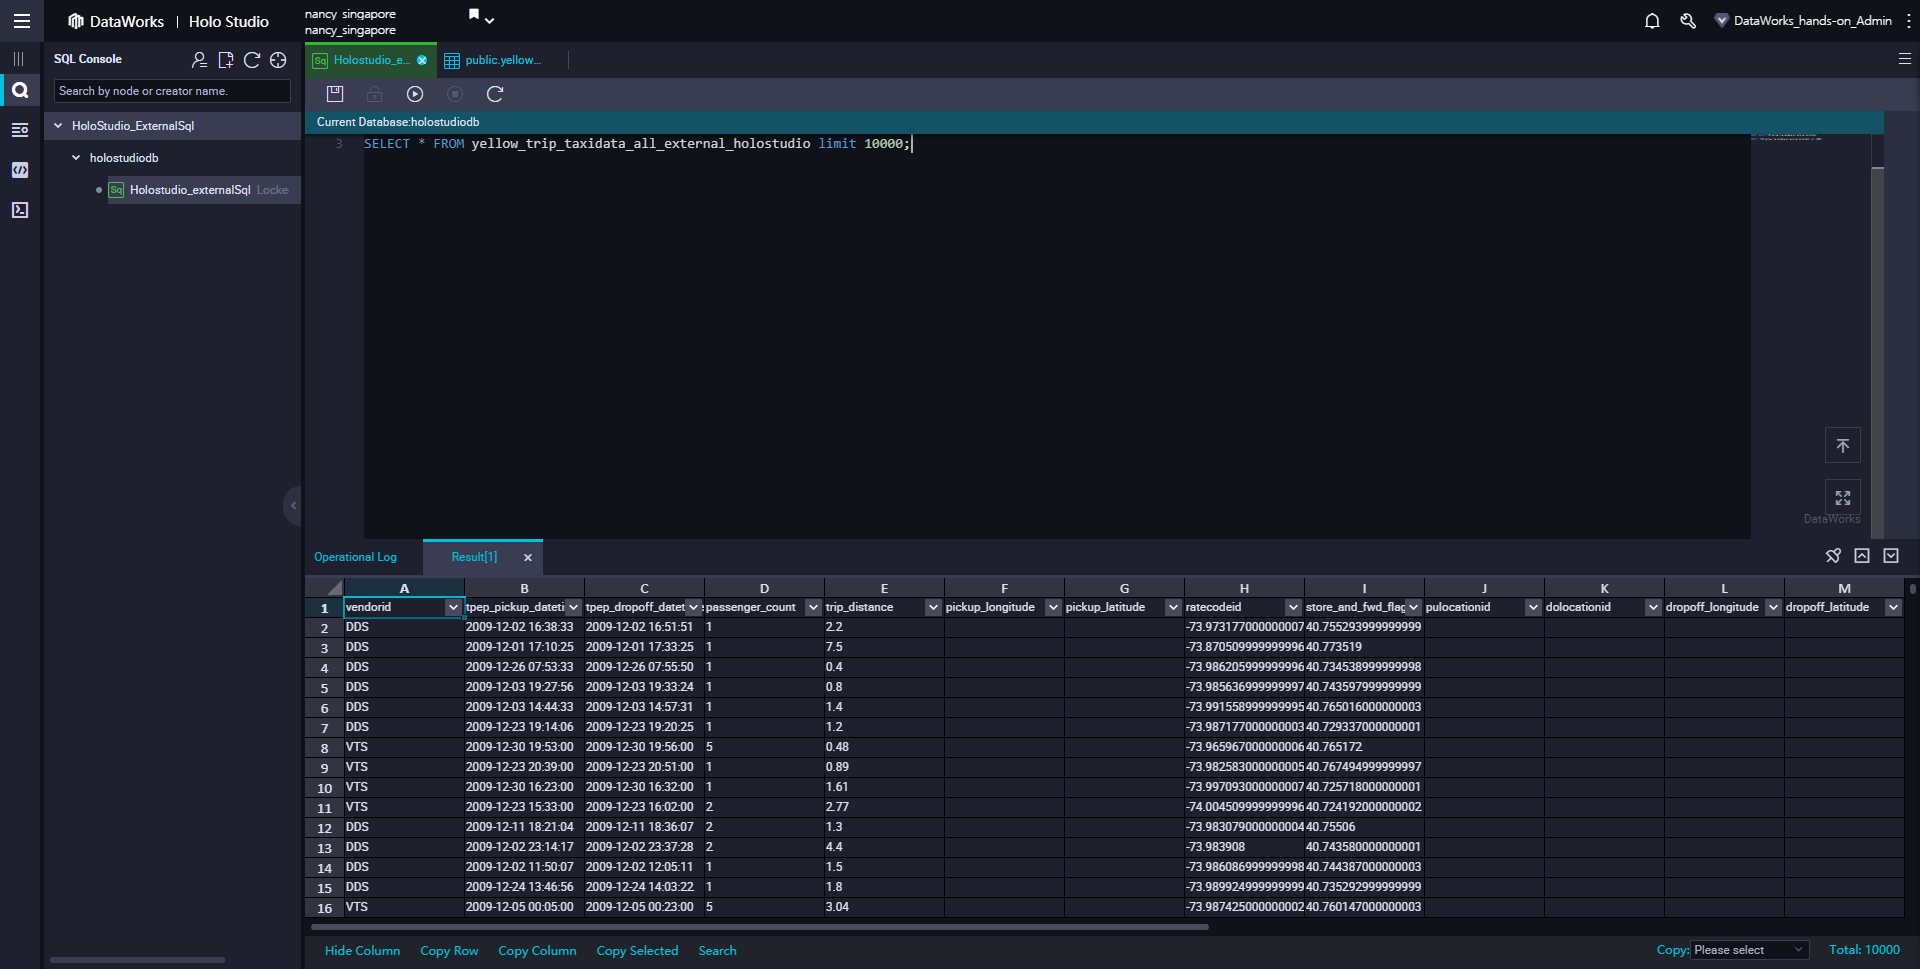 DataWorks | Holo Studio
nancy singapore
nancy_singapore
DataWorks_hands-on_Admin
SQL Console
Search by node or creator name.
HoloStudio_ExternalSql
holostudiodb
Sq Holostudio_externalSql Locke
Sq Holostudio_e... public.yellow...
Current Database:holostudiodb
3 SELECT * FROM yellow_trip_taxidata_all_external_holostudio limit 10000;
DataWorks
Operational Log Result[1]
A B C D E F G H I J K L M
1 vendorid tpep_pickup_dateti tpep_dropoff_datet passenger_count trip_distance pickup_longitude pickup_latitude ratecodeid store_and_fwd_flag pulocationid dolocationid dropoff_longitude dropoff_latitude
2 DDS 2009-12-02 16:38:33 2009-12-02 16:51:51 1 2.2 -73.973177000000007 40.755293999999999
3 DDS 2009-12-01 17:10:25 2009-12-01 17:33:25 1 7.5 -73.870509999999996 40.773519
4 DDS 2009-12-26 07:53:33 2009-12-26 07:55:50 1 0.4 -73.986205999999996 40.734538999999998
5 DDS 2009-12-03 19:27:56 2009-12-03 19:33:24 1 0.8 -73.985636999999997 40.743597999999999
6 DDS 2009-12-03 14:44:33 2009-12-03 14:57:31 1 1.4 -73.991558999999995 40.765016000000003
7 DDS 2009-12-23 19:14:06 2009-12-23 19:20:25 1 1.2 -73.987177000000003 40.729337000000001
8 VTS 2009-12-30 19:53:00 2009-12-30 19:56:00 5 0.48 -73.965967000000006 40.765172
9 VTS 2009-12-23 20:39:00 2009-12-23 20:51:00 1 0.89 -73.982583000000005 40.767494999999997
10 VTS 2009-12-30 16:23:00 2009-12-30 16:32:00 1 1.61 -73.997093000000007 40.725718000000001
11 VTS 2009-12-23 15:33:00 2009-12-23 16:02:00 2 2.77 -74.004509999999996 40.724192000000002
12 DDS 2009-12-11 18:21:04 2009-12-11 18:36:07 2 1.3 -73.983079000000004 40.75506
13 DDS 2009-12-02 23:14:17 2009-12-02 23:37:28 2 4.4 -73.983908 40.743580000000001
14 DDS 2009-12-02 11:50:07 2009-12-02 12:05:11 1 1.5 -73.986086999999998 40.744387000000003
15 DDS 2009-12-24 13:46:56 2009-12-24 14:03:22 1 1.8 -73.989924999999999 40.735292999999999
16 VTS 2009-12-05 00:05:00 2009-12-05 00:23:00 5 3.04 -73.987425000000002 40.760147000000003
Hide Column Copy Row Copy Column Copy Selected Search Copy: Please select Total: 10000